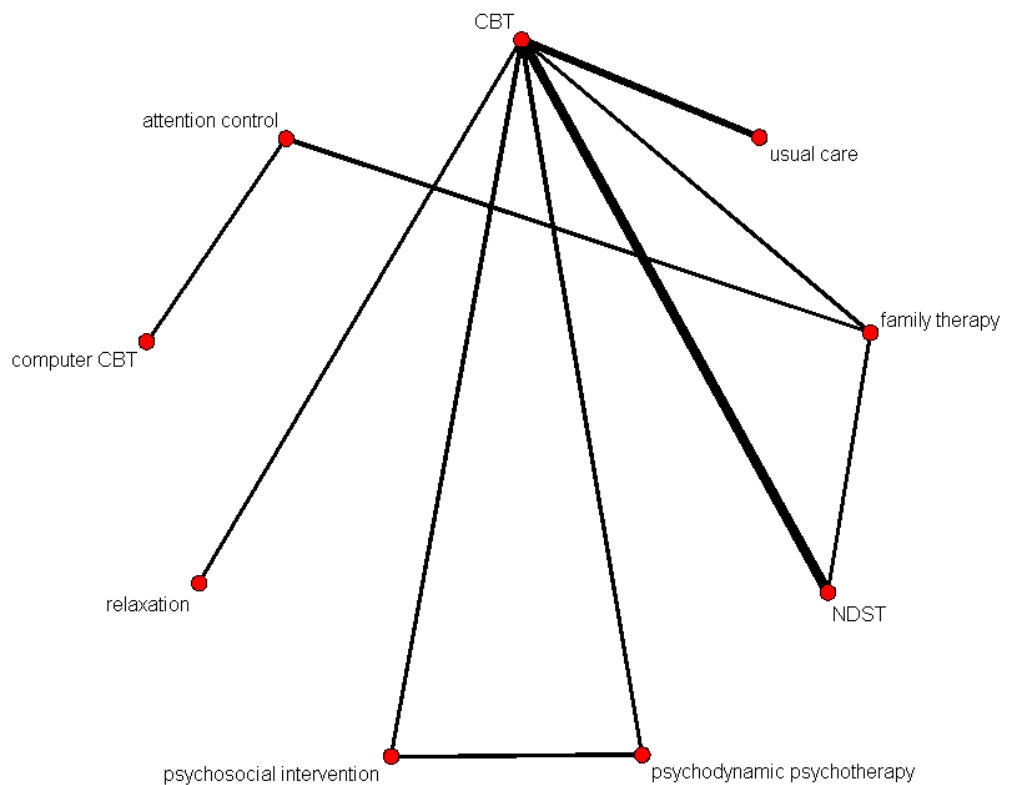 CBT
attention control
usual care
family therapy
computer CBT
relaxation
NDST
psychosocial intervention
psychodynamic psychotherapy